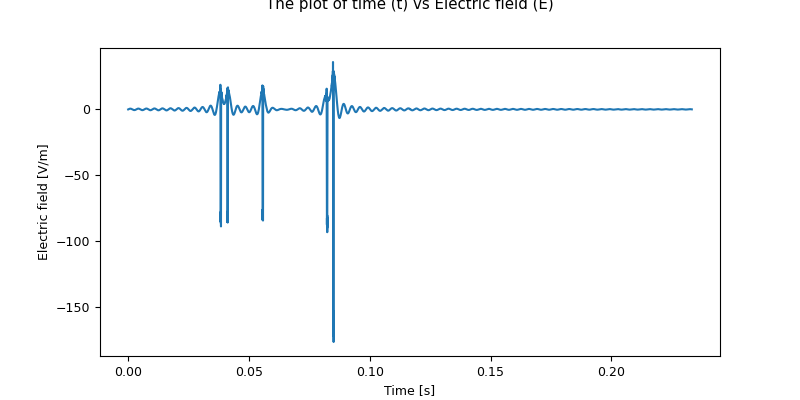 The plot of time (t) vs Electric field (E)
0
−50
−100
−150
Electric field [V/m]
0.00 0.05 0.10 0.15 0.20
Time [s]